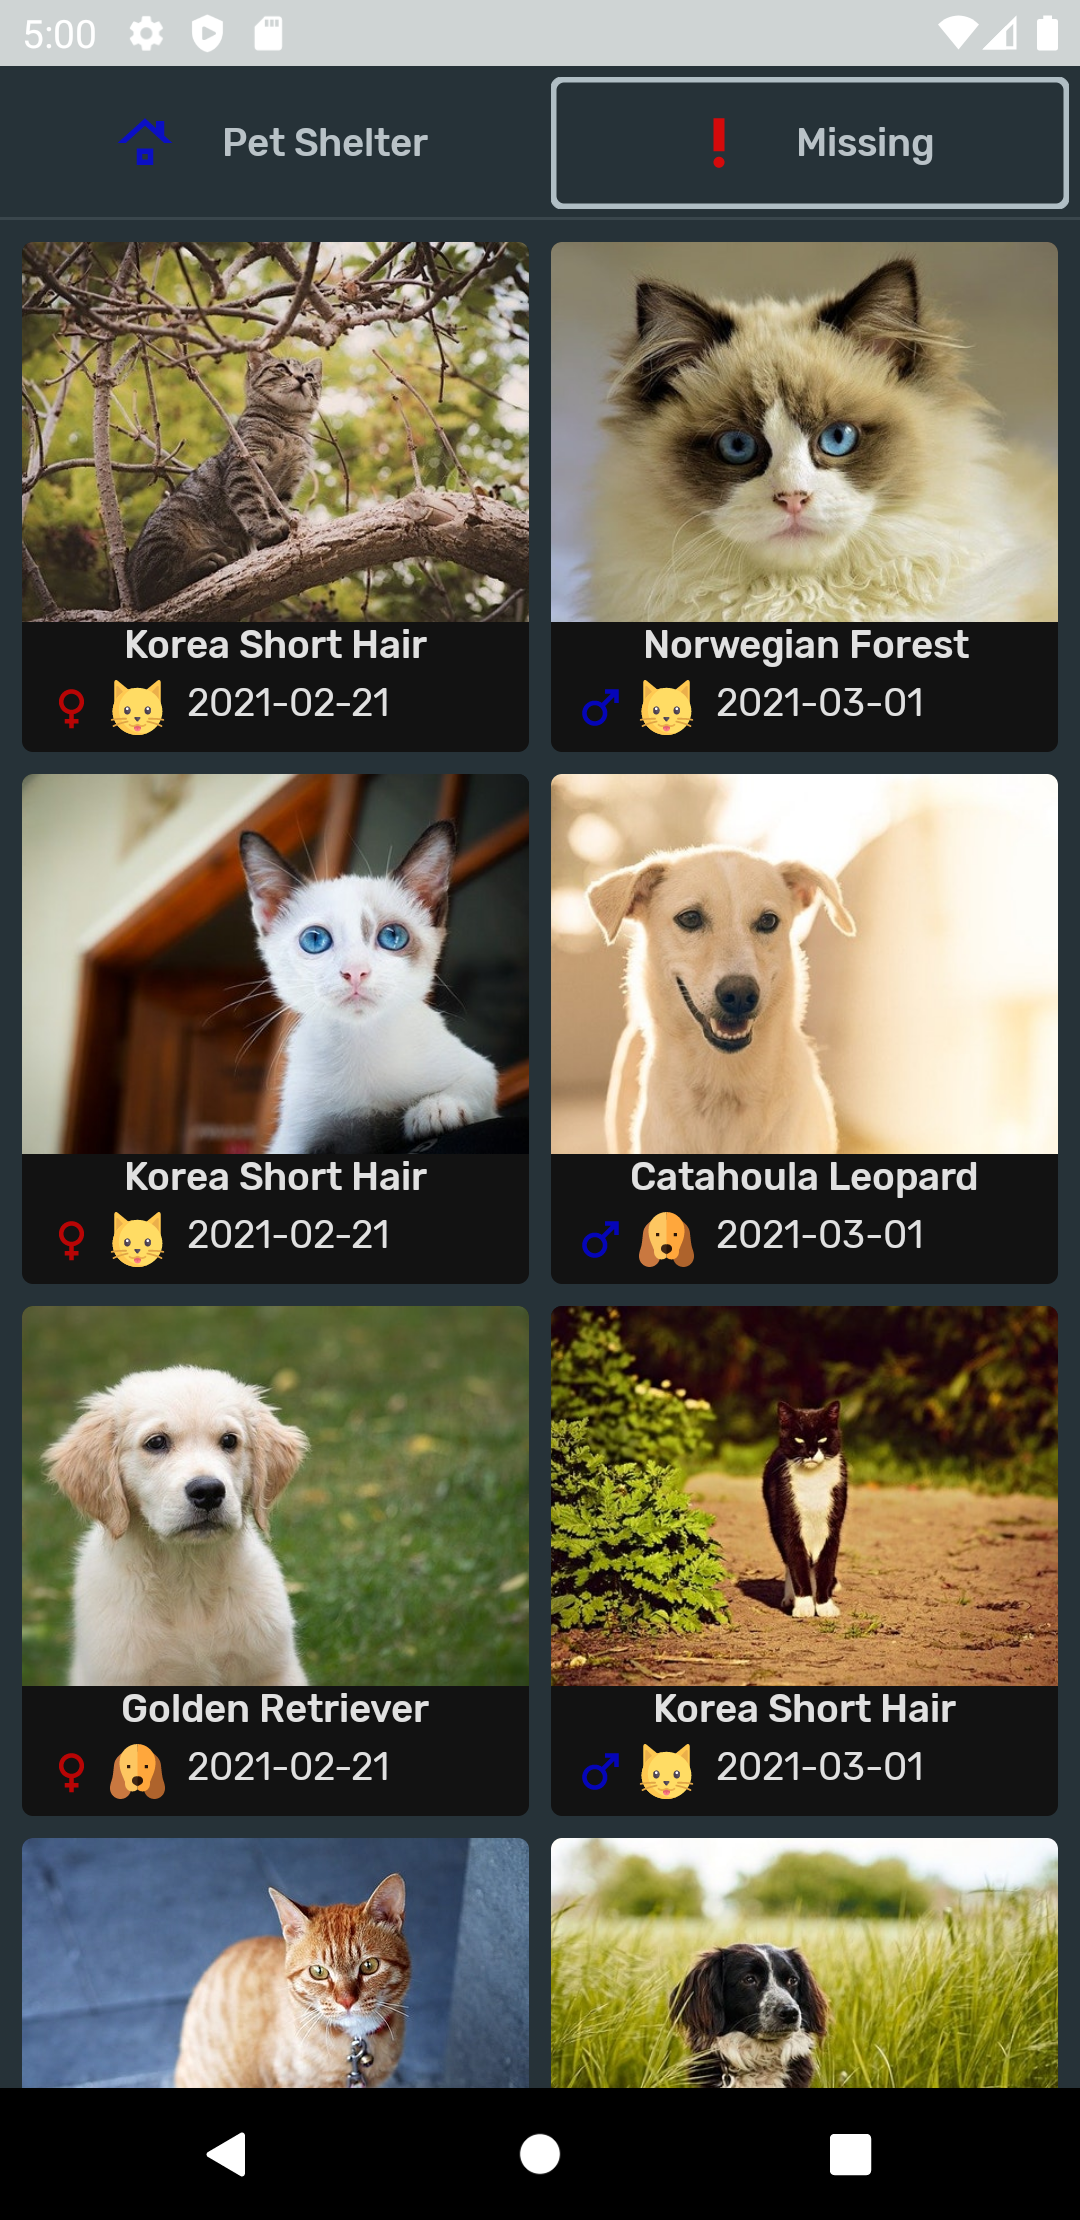 5:00
Pet Shelter
Missing
Korea Short Hair
2021-02-21
Norwegian Forest
2021-03-01
Korea Short Hair
2021-02-21
Catahoula Leopard
2021-03-01
Golden Retriever
2021-02-21
Korea Short Hair
2021-03-01